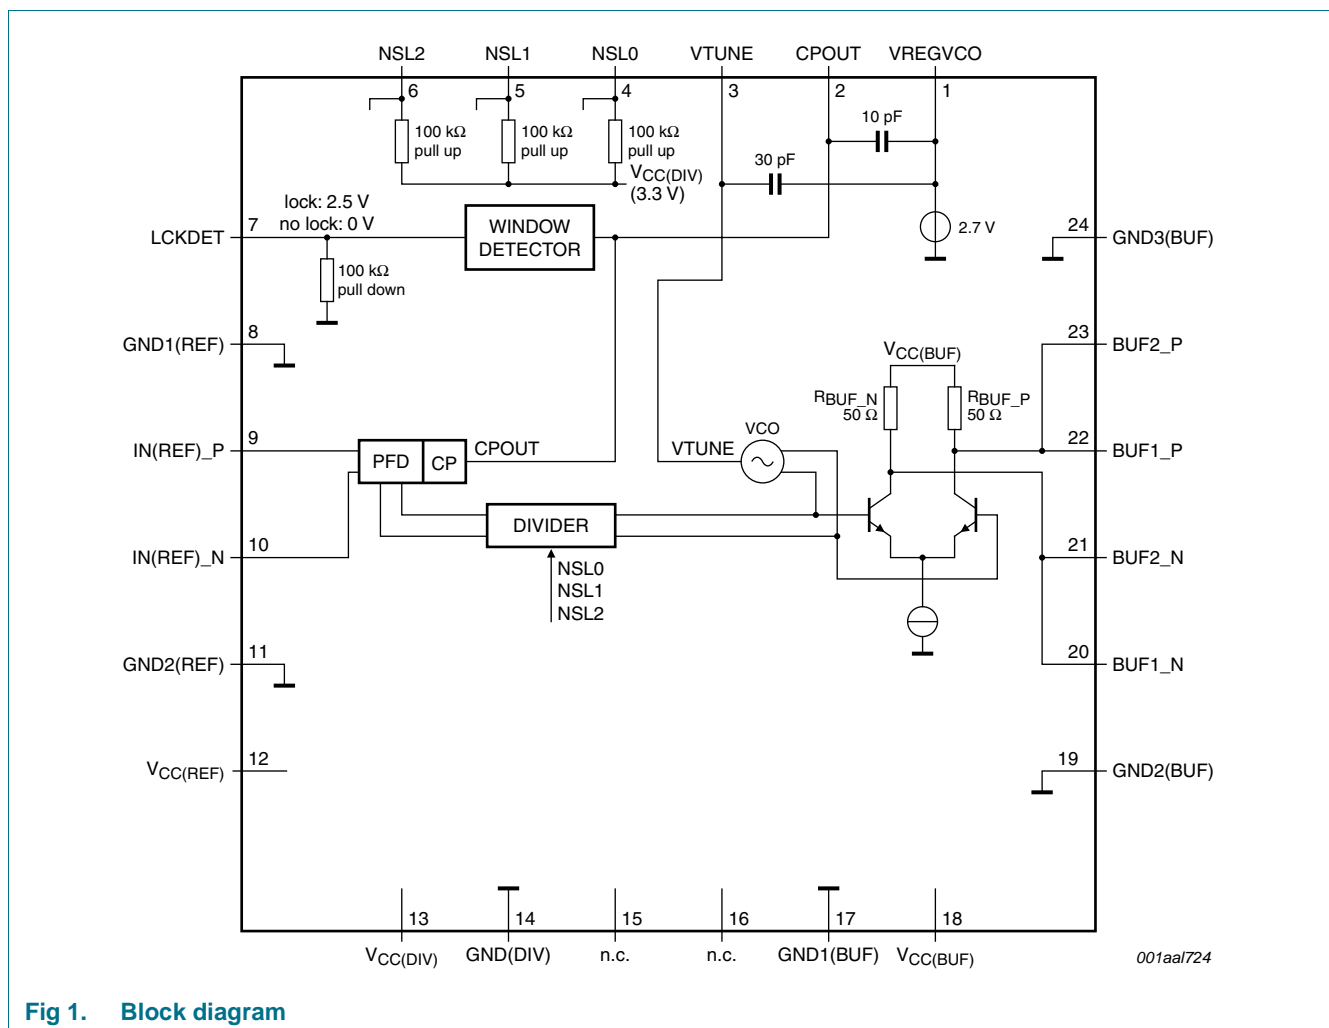 NSL2 NSL1 NSL0 VTUNE CPOUT VREGVCO
6 5 4 3 2 1
10 pF
100 kΩ
pull up
100 kΩ
pull up
100 kΩ
pull up
30 pF
VCC(DIV)
(3.3 V)
lock: 2.5 V
no lock: 0 V
7
LCKDET
WINDOW
DETECTOR
2.7 V
24
GND3(BUF)
100 kΩ
pull down
8
GND1(REF)
23
BUF2_P
VCC(BUF)
RBUF_N
50 Ω
RBUF_P
50 Ω
9
IN(REF)_P
PFD CP
CPOUT
VTUNE
VCO
22
BUF1_P
DIVIDER
10
IN(REF)_N
NSL0
NSL1
NSL2
21
BUF2_N
11
GND2(REF)
20
BUF1_N
12
VCC(REF)
19
GND2(BUF)
13 14 15 16 17 18
VCC(DIV) GND(DIV) n.c. n.c. GND1(BUF) VCC(BUF)
001aal724
Fig 1. Block diagram